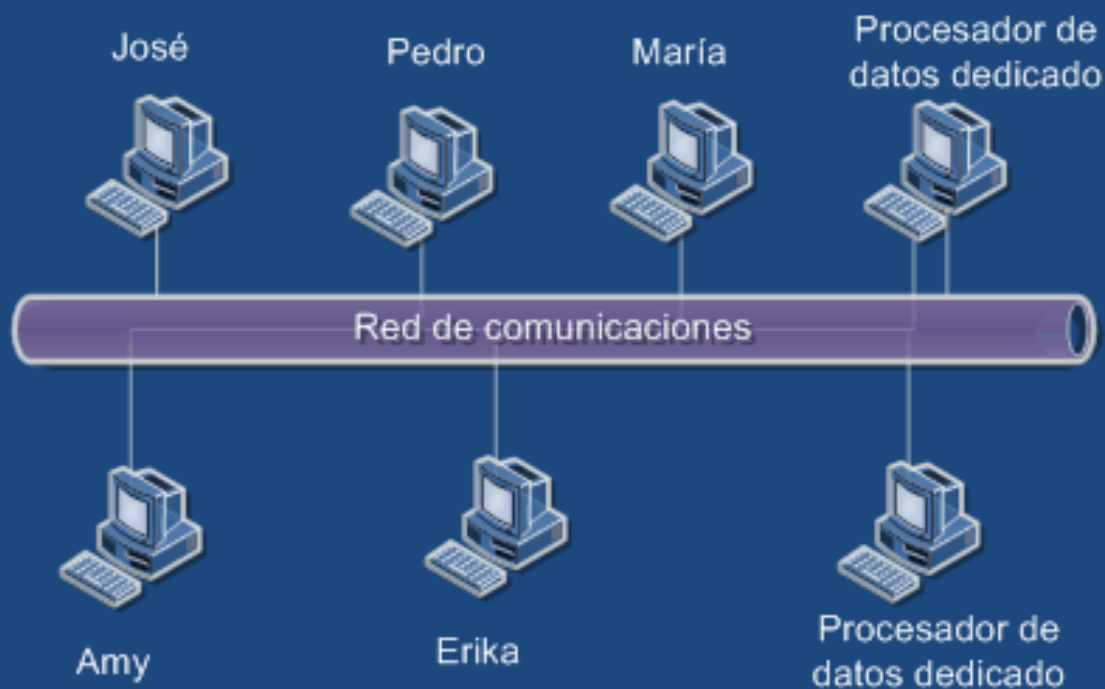 José
Pedro
María
Procesador de
datos dedicado
Red de comunicaciones
Amy
Erika
Procesador de
datos dedicado